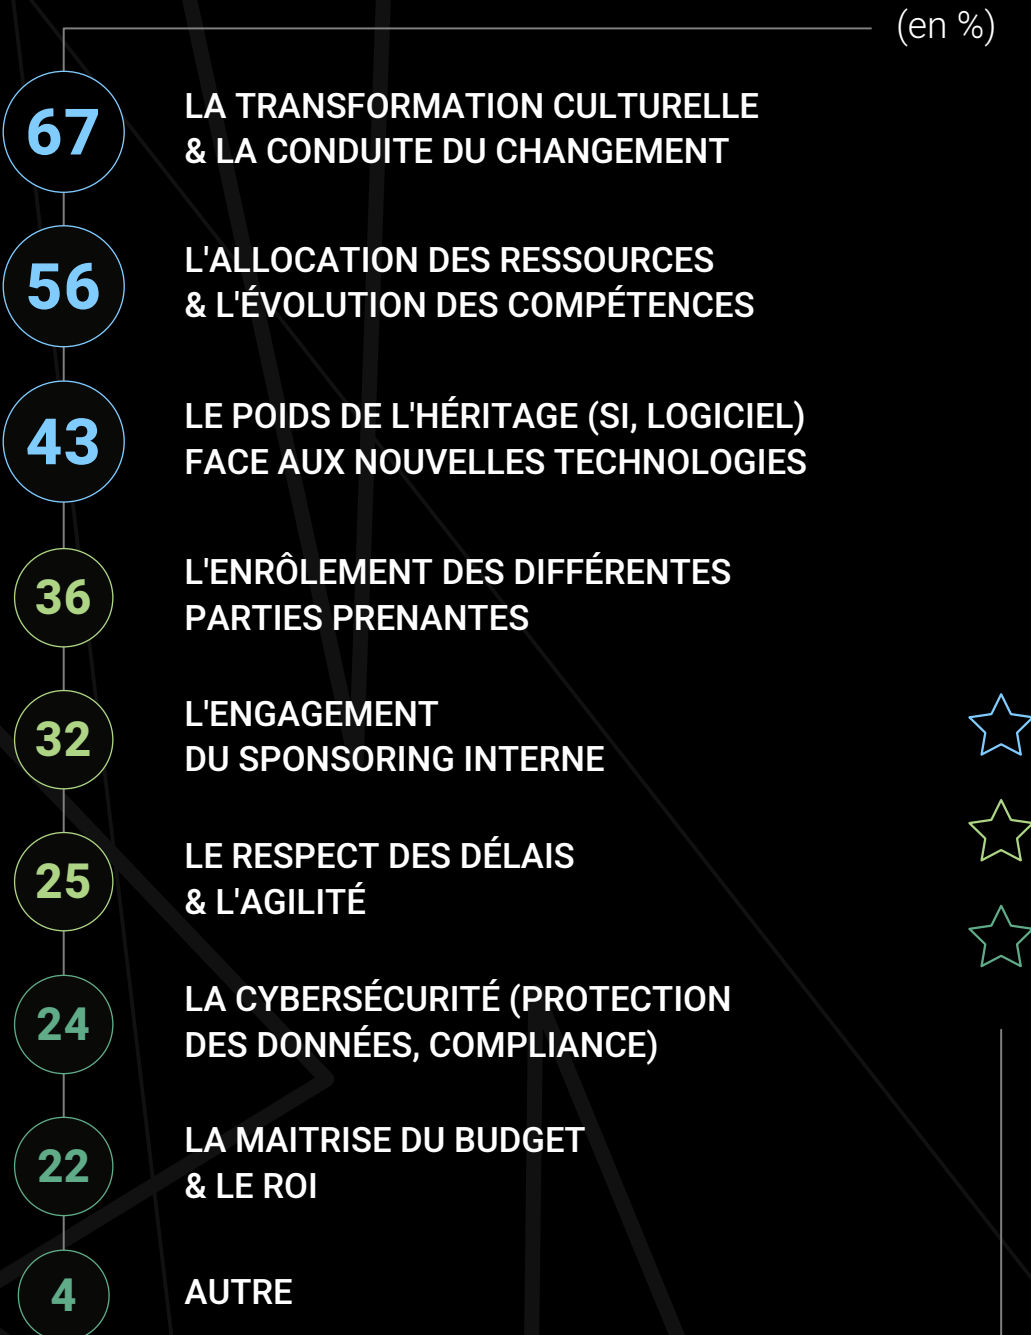 (en %)
67
LA TRANSFORMATION CULTURELLE
& LA CONDUITE DU CHANGEMENT
56
L'ALLOCATION DES RESSOURCES
& L'ÉVOLUTION DES COMPÉTENCES
43
LE POIDS DE L'HÉRITAGE (SI, LOGICIEL)
FACE AUX NOUVELLES TECHNOLOGIES
36
L'ENRÔLEMENT DES DIFFÉRENTES
PARTIES PRENANTES
32
L'ENGAGEMENT
DU SPONSORING INTERNE
25
LE RESPECT DES DÉLAIS
& L'AGILITÉ
24
LA CYBERSÉCURITÉ (PROTECTION
DES DONNÉES, COMPLIANCE)
22
LA MAITRISE DU BUDGET
& LE ROI
4
AUTRE